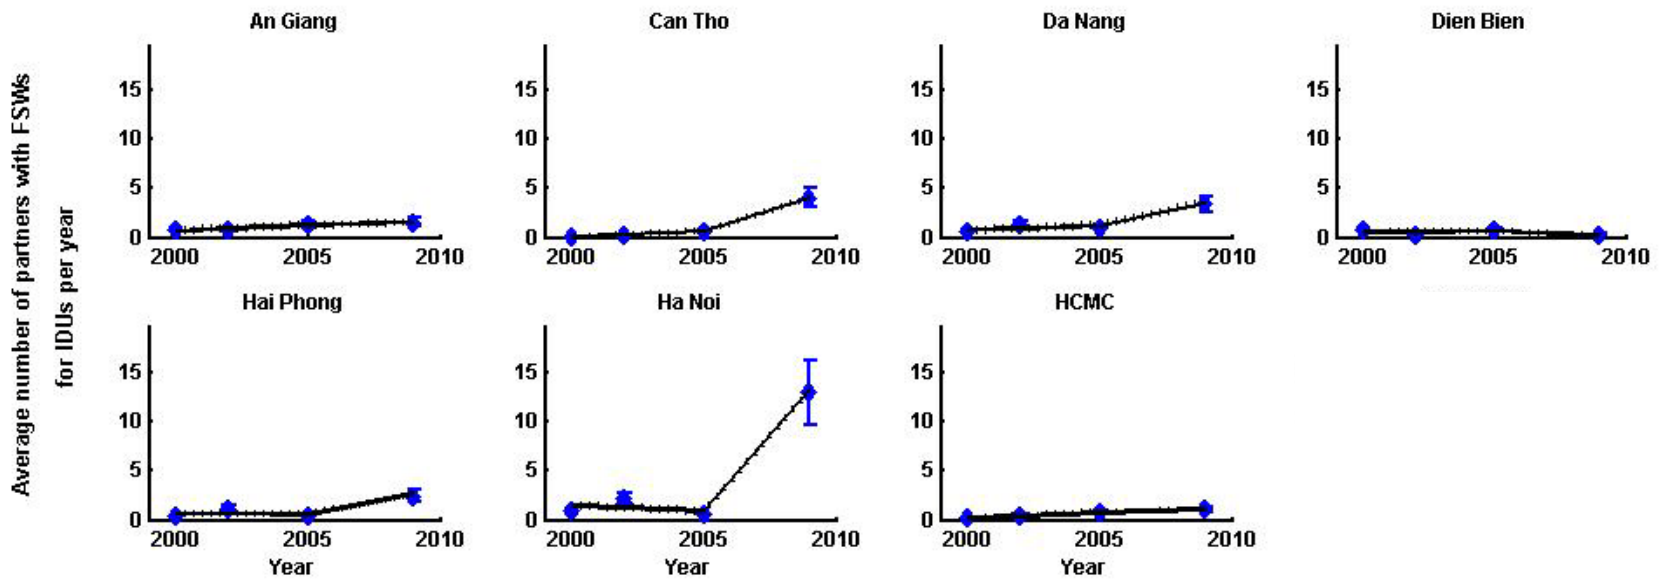 Average number of partners with FSWs
for IDUs per year
An Giang
15
10
5
0
2000 2005 2010
Can Tho
15
10
5
0
2000 2005 2010
Da Nang
15
10
5
0
2000 2005 2010
Dien Bien
15
10
5
0
2000 2005 2010
Hai Phong
15
10
5
0
2000 2005 2010
Year
Ha Noi
15
10
5
0
2000 2005 2010
Year
HCMC
15
10
5
0
2000 2005 2010
Year